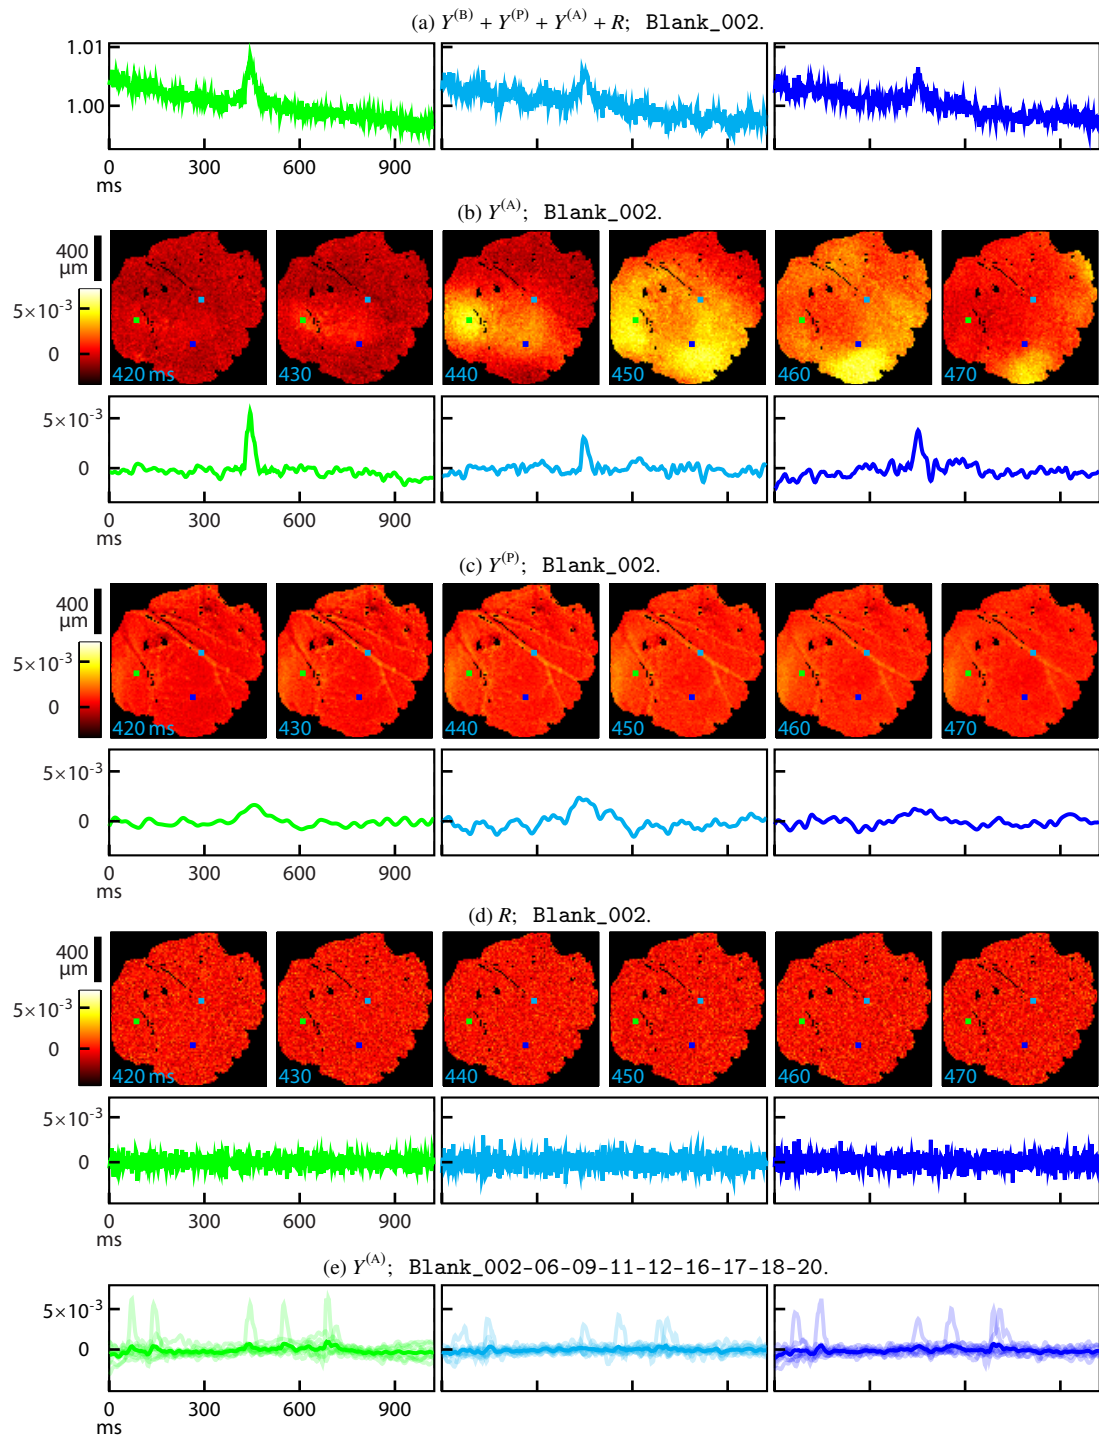 (a) Y(B) + Y(P) + Y(A) + R; Blank_002.
1.01
1.00
0 300 600 900
ms
(b) Y(A); Blank_002.
400
µm
5×10-3
0
420 ms 430 440 450 460 470
5×10-3
0
0 300 600 900
ms
(c) Y(P); Blank_002.
400
µm
5×10-3
0
420 ms 430 440 450 460 470
5×10-3
0
0 300 600 900
ms
(d) R; Blank_002.
400
µm
5×10-3
0
420 ms 430 440 450 460 470
5×10-3
0
0 300 600 900
ms
(e) Y(A); Blank_002-06-09-11-12-16-17-18-20.
5×10-3
0
0 300 600 900
ms